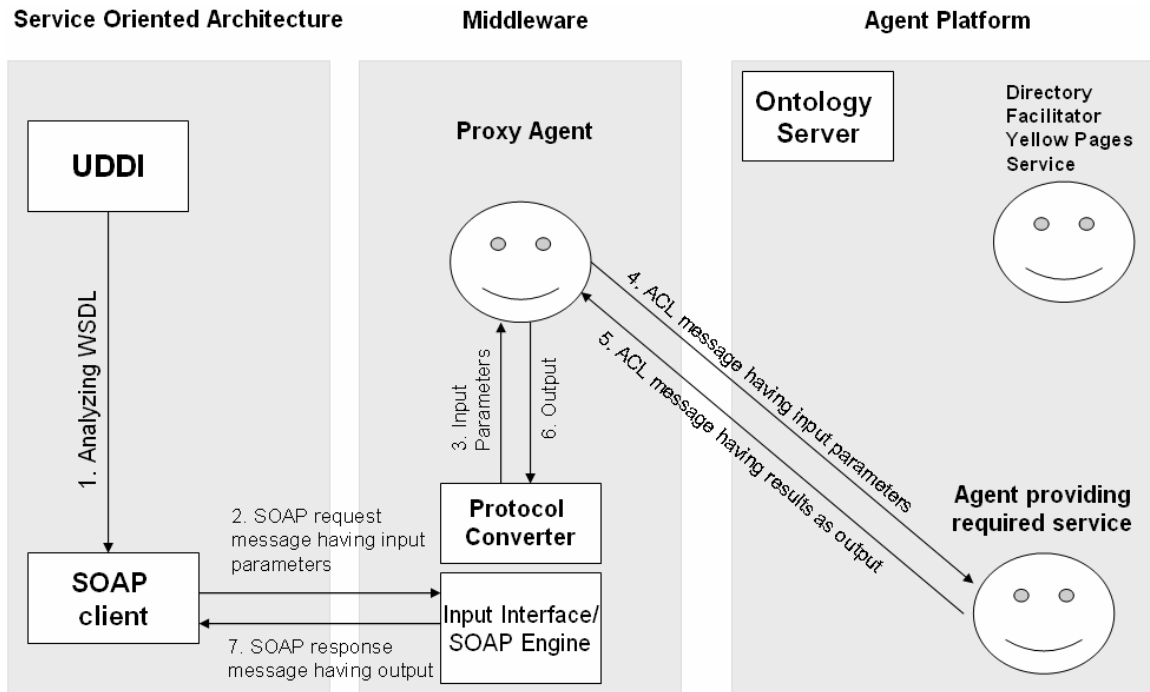 Service Oriented Architecture
Middleware
Agent Platform
UDDI
1. Analyzing WSDL
SOAP
client
2. SOAP request
message having input
parameters
7. SOAP response
message having output
Proxy Agent
3. Input
Parameters
6. Output
Protocol
Converter
Input Interface/
SOAP Engine
4. ACL message having input parameters
5. ACL message having results as output
Ontology
Server
Directory
Facilitator
Yellow Pages
Service
Agent providing
required service